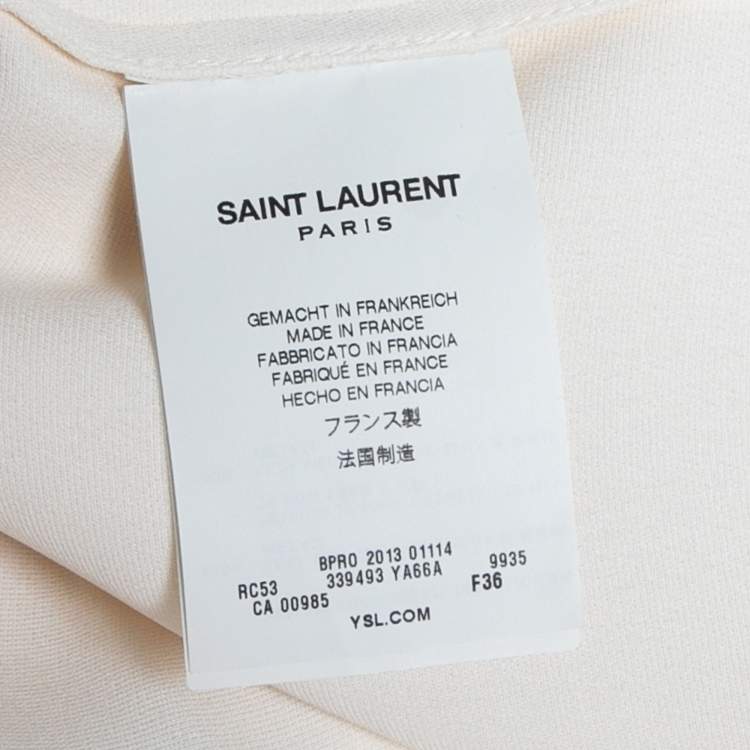 SAINT LAURENT
PARIS
GEMACHT IN FRANKREICH
MADE IN FRANCE
FABBRICATO IN FRANCIA
FABRIQUÉ EN FRANCE
HECHO EN FRANCIA
フランス製
法国制造
BPRO 2013 01114 9935
RC53 339493 YA66A F36
CA 00985
YSL.COM